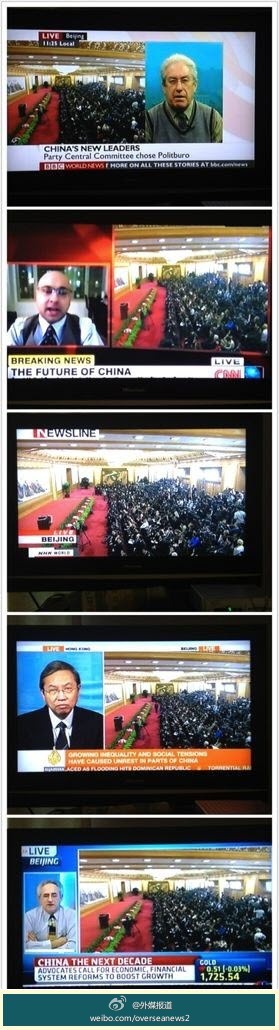 LIVE Beijing
11:25 Local
CHINA'S NEW LEADERS
Party Central Committee chose Politburo
BBC WORLD NEWS T MORE ON ALL THESE STORIES AT bbc.com/news
BREAKING NEWS
THE FUTURE OF CHINA
LIVE
CNN
NEWSLINE
LIVE
BEIJING
NHK WORLD
LIVE HONG KONG
BEIJING LIVE
GROWING INEQUALITY AND SOCIAL TENSIONS
HAVE CAUSED UNREST IN PARTS OF CHINA
LACED AS FLOODING HITS DOMINICAN REPUBLIC
TORRENTIAL RA
LIVE
BEIJING
CHINA THE NEXT DECADE
ADVOCATES CALL FOR ECONOMIC, FINANCIAL
SYSTEM REFORMS TO BOOST GROWTH
GOLD
0.51 (-0.03%)
1,725.54
@外媒报道
weibo.com/overseanews2